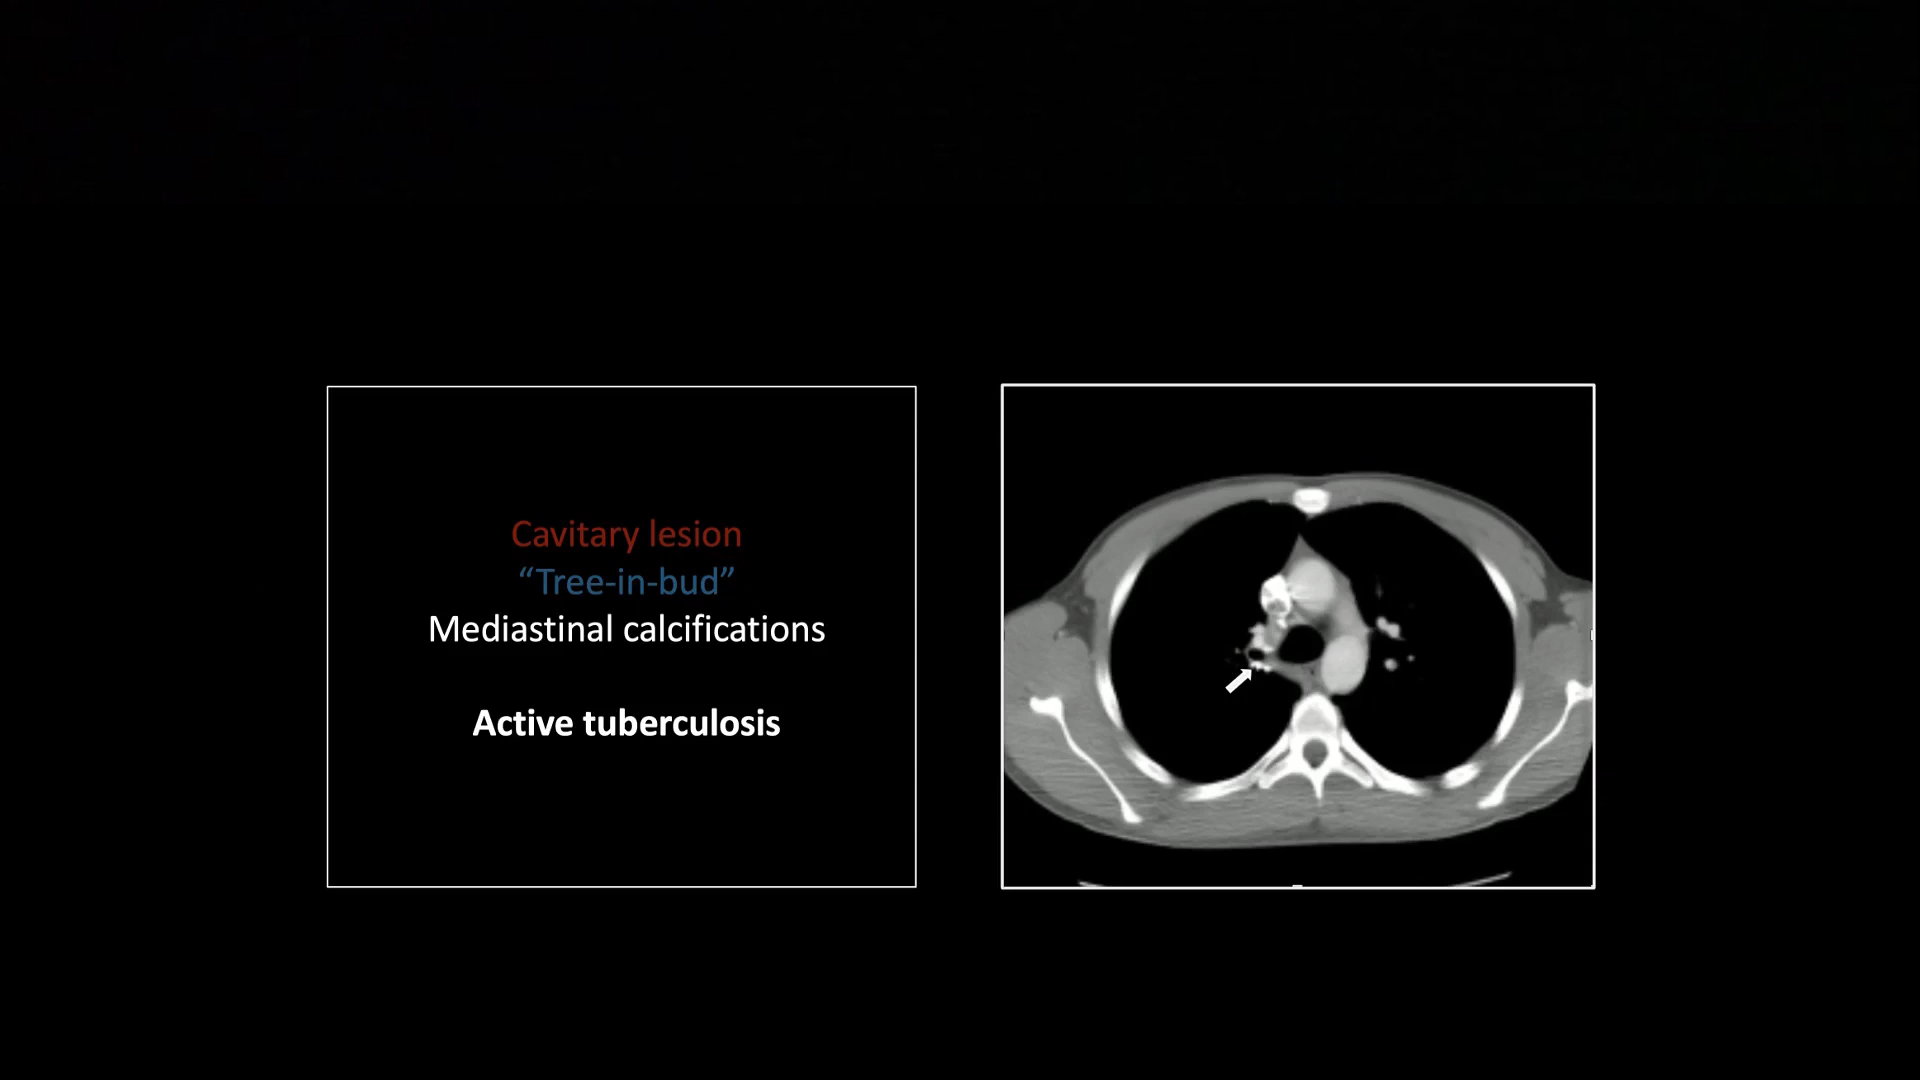 Cavitary lesion
“Tree-in-bud”
Mediastinal calcifications
Active tuberculosis